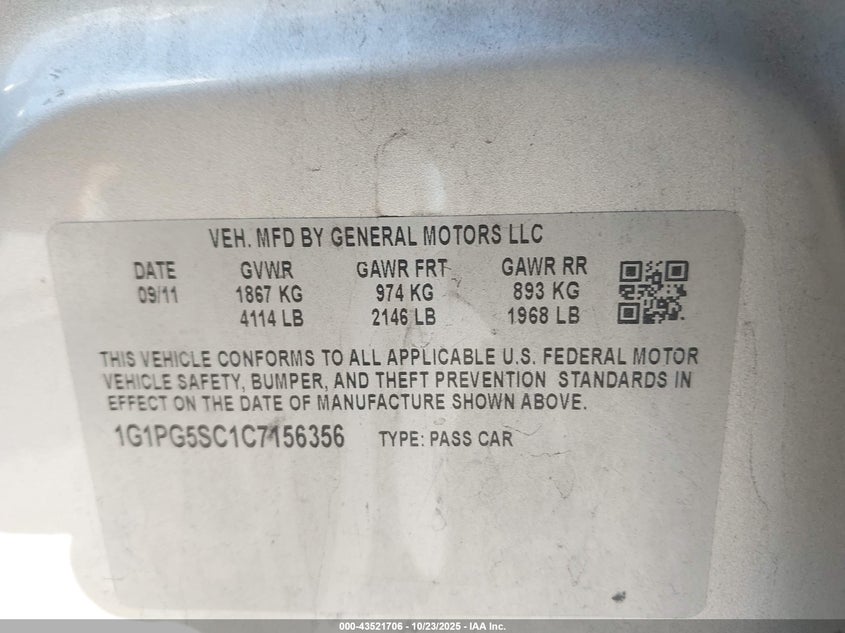 VEH. MFD BY GENERAL MOTORS LLC
DATE GVWR GAWR FRT GAWR RR
09/11 1867 KG 974 KG 893 KG
4114 LB 2146 LB 1968 LB
THIS VEHICLE CONFORMS TO ALL APPLICABLE U.S. FEDERAL MOTOR
VEHICLE SAFETY, BUMPER, AND THEFT PREVENTION STANDARDS IN
EFFECT ON THE DATE OF MANUFACTURE SHOWN ABOVE.
1G1PG5SC1C7156356 TYPE: PASS CAR
000-43521706 - 10/23/2025 - IAA Inc.